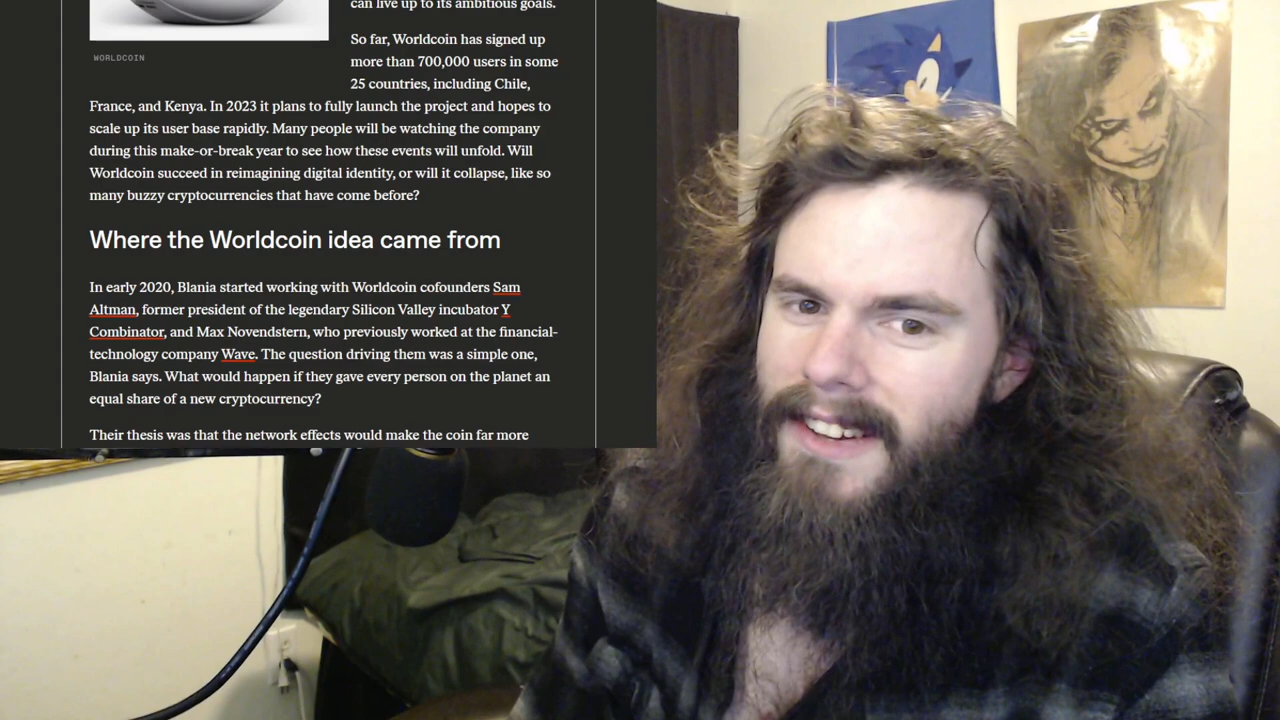 can live up to its ambitious goals.
WORLDCOIN
So far, Worldcoin has signed up
more than 700,000 users in some
25 countries, including Chile,
France, and Kenya. In 2023 it plans to fully launch the project and hopes to
scale up its user base rapidly. Many people will be watching the company
during this make-or-break year to see how these events will unfold. Will
Worldcoin succeed in reimagining digital identity, or will it collapse, like so
many buzzy cryptocurrencies that have come before?
Where the Worldcoin idea came from
In early 2020, Blania started working with Worldcoin cofounders Sam
Altman, former president of the legendary Silicon Valley incubator Y
Combinator, and Max Novendstern, who previously worked at the financial-
technology company Wave. The question driving them was a simple one,
Blania says. What would happen if they gave every person on the planet an
equal share of a new cryptocurrency?
Their thesis was that the network effects would make the coin far more